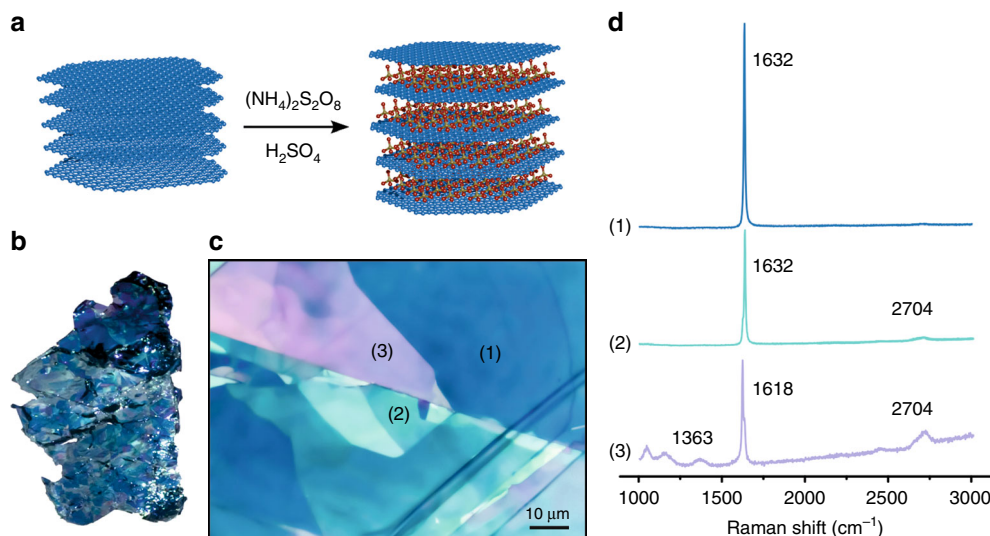 a
(NH₄)₂S₂O₈
H₂SO₄
b
c
(3)
(1)
(2)
10 μm
d
1632
(1)
1632
2704
(2)
1618
2704
1363
(3)
1000 1500 2000 2500 3000
Raman shift (cm⁻¹)